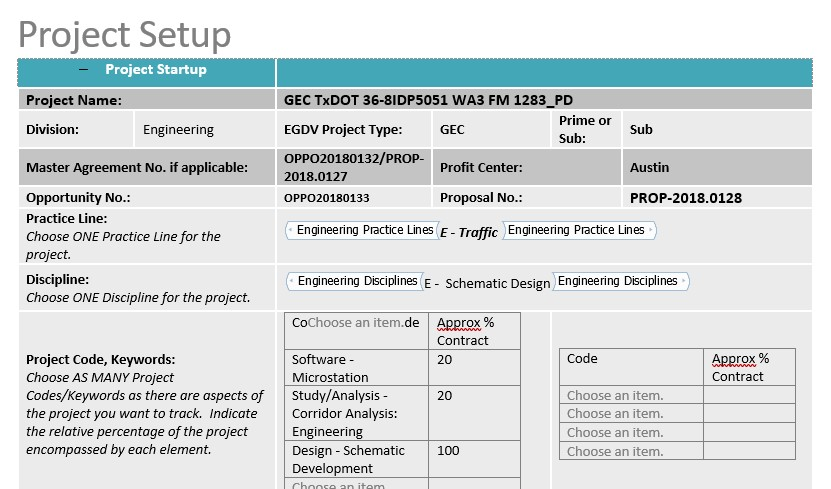 Project Setup
– Project Startup
Project Name: GEC TxDOT 36-8IDP5051 WA3 FM 1283_PD
Division: Engineering EGDV Project Type: GEC Prime or Sub: Sub
Master Agreement No. if applicable: OPPO20180132/PROP-
2018.0127 Profit Center: Austin
Opportunity No.: OPPO20180133 Proposal No.: PROP-2018.0128
Practice Line:
Choose ONE Practice Line for the
project.
Engineering Practice Lines E - Traffic Engineering Practice Lines
Discipline:
Choose ONE Discipline for the project.
Engineering Disciplines E - Schematic Design Engineering Disciplines
Project Code, Keywords:
Choose AS MANY Project
Codes/Keywords as there are aspects of
the project you want to track. Indicate
the relative percentage of the project
encompassed by each element.
CoChoose an item.de Approx %
Contract
Software -
Microstation 20
Study/Analysis -
Corridor Analysis:
Engineering 20
Design - Schematic
Development 100
Choose an item.
Code Approx %
Contract
Choose an item.
Choose an item.
Choose an item.
Choose an item.